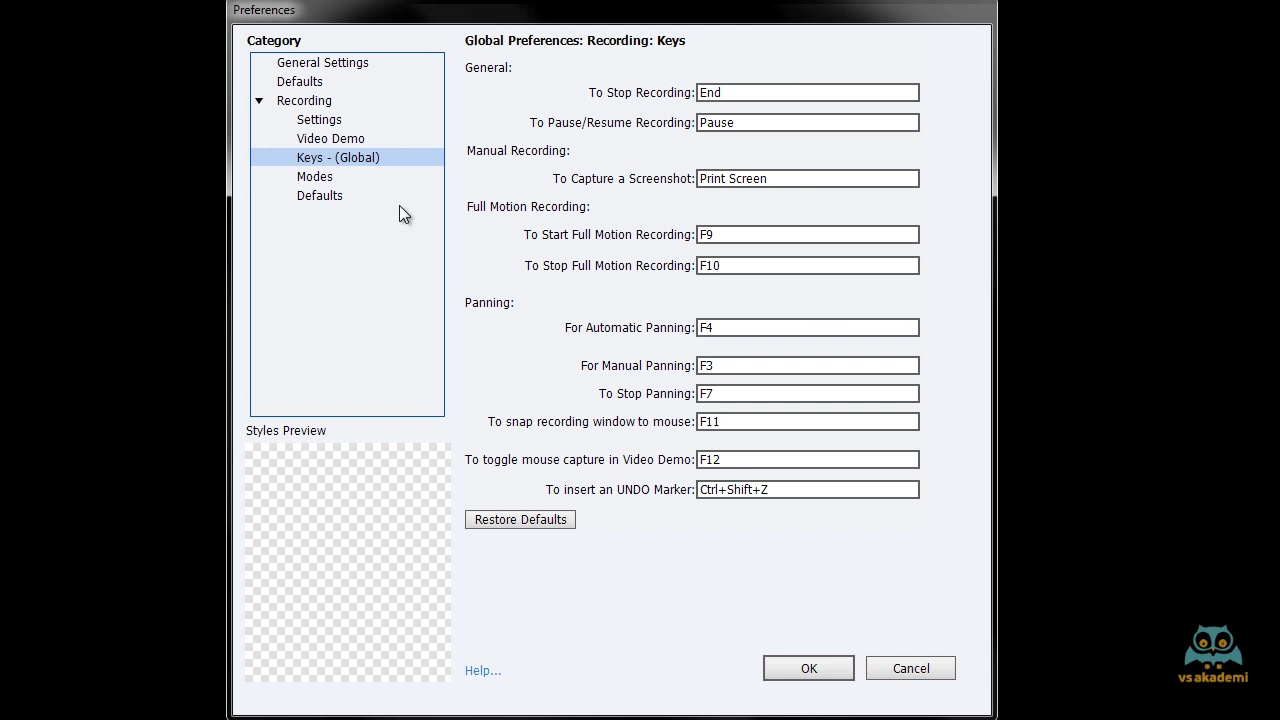 Preferences
Category
General Settings
Defaults
Recording
Settings
Video Demo
Keys - (Global)
Modes
Defaults
Styles Preview
Global Preferences: Recording: Keys
General:
To Stop Recording: End
To Pause/Resume Recording: Pause
Manual Recording:
To Capture a Screenshot: Print Screen
Full Motion Recording:
To Start Full Motion Recording: F9
To Stop Full Motion Recording: F10
Panning:
For Automatic Panning: F4
For Manual Panning: F3
To Stop Panning: F7
To snap recording window to mouse: F11
To toggle mouse capture in Video Demo: F12
To insert an UNDO Marker: Ctrl+Shift+Z
Restore Defaults
Help...
OK
Cancel
vsakademi